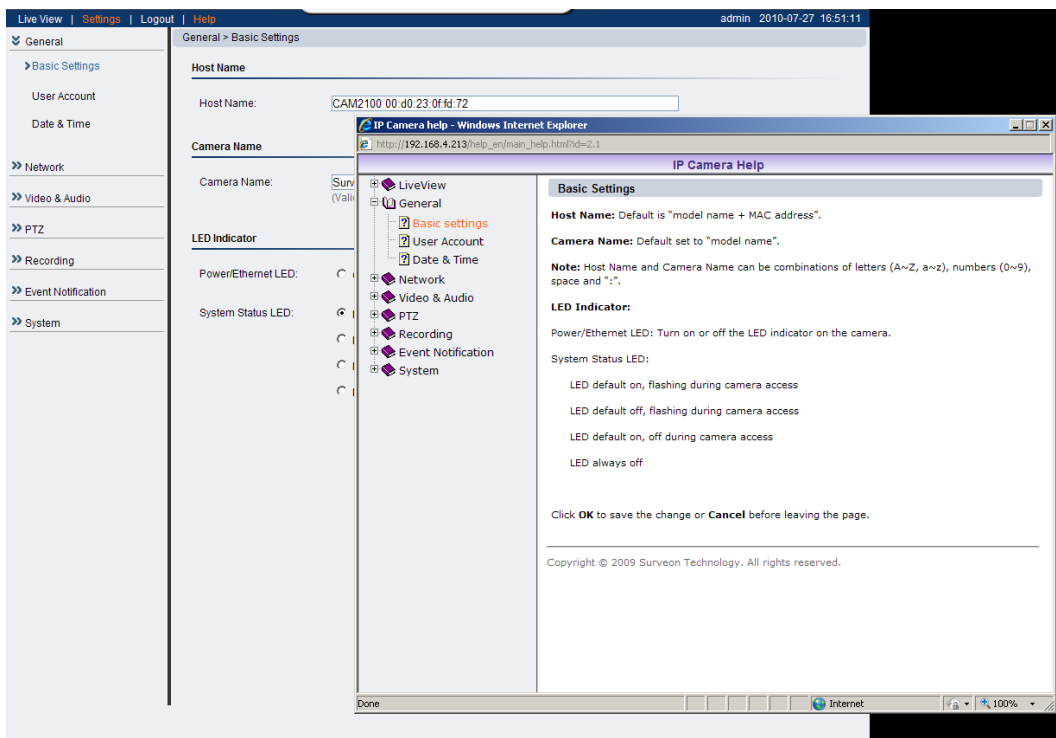 Live View | Settings | Logout | Help
admin 2010-07-27 16:51:11
General
Basic Settings
User Account
Date & Time
Network
Video & Audio
PTZ
Recording
Event Notification
System
General > Basic Settings
Host Name
Host Name: CAM2100 00:d0:23:0f:fd:72
Camera Name
Camera Name:
LED Indicator
Power/Ethernet LED:
System Status LED:
IP Camera help - Windows Internet Explorer
http://192.168.4.213/help_en/main_help.html?id=2.1
IP Camera Help
LiveView
General
Basic settings
User Account
Date & Time
Network
Video & Audio
PTZ
Recording
Event Notification
System
Basic Settings
Host Name: Default is “model name + MAC address”.
Camera Name: Default set to “model name”.
Note: Host Name and Camera Name can be combinations of letters (A~Z, a~z), numbers (0~9),
space and “:”.
LED Indicator:
Power/Ethernet LED: Turn on or off the LED indicator on the camera.
System Status LED:
LED default on, flashing during camera access
LED default off, flashing during camera access
LED default on, off during camera access
LED always off
Click OK to save the change or Cancel before leaving the page.
Copyright © 2009 Surveon Technology. All rights reserved.
Done
Internet
100%